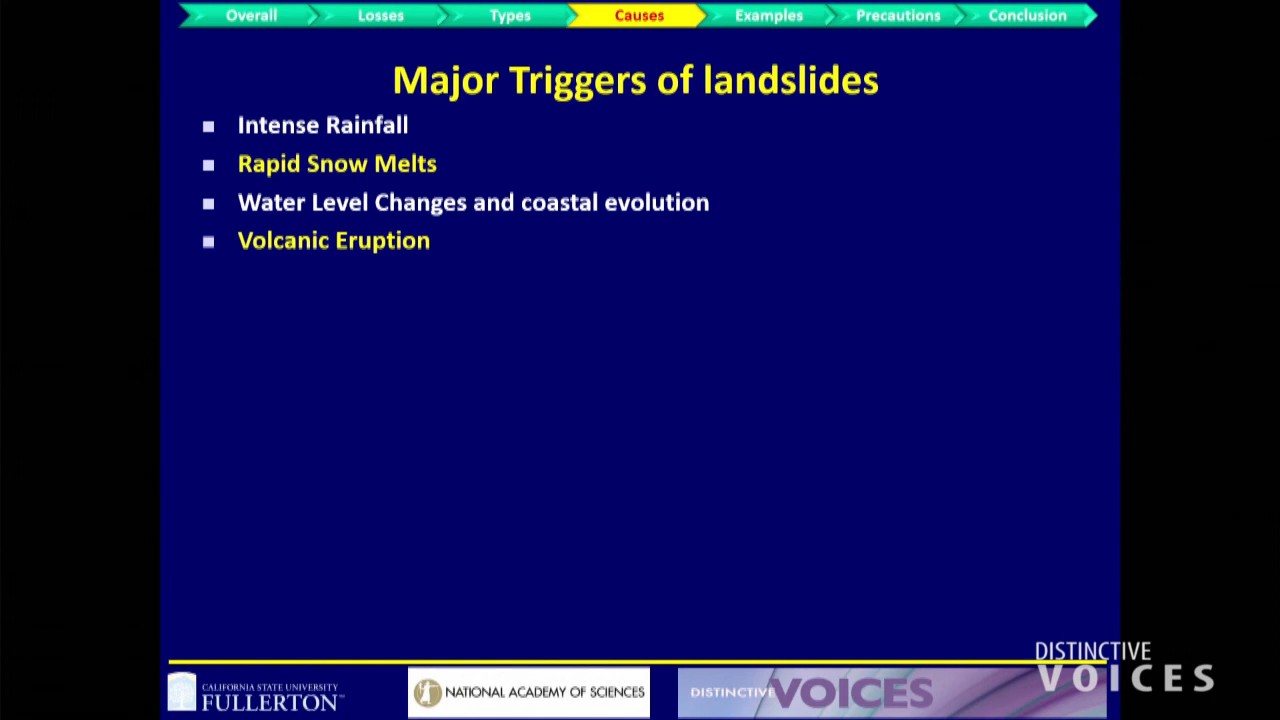 Overall
Losses
Types
Causes
Examples
Precautions
Conclusion
Major Triggers of landslides
Intense Rainfall
Rapid Snow Melts
Water Level Changes and coastal evolution
Volcanic Eruption
CALIFORNIA STATE UNIVERSITY
FULLERTON™
NATIONAL ACADEMY OF SCIENCES
DISTINCTIVE VOICES
DISTINCTIVE
VOICES